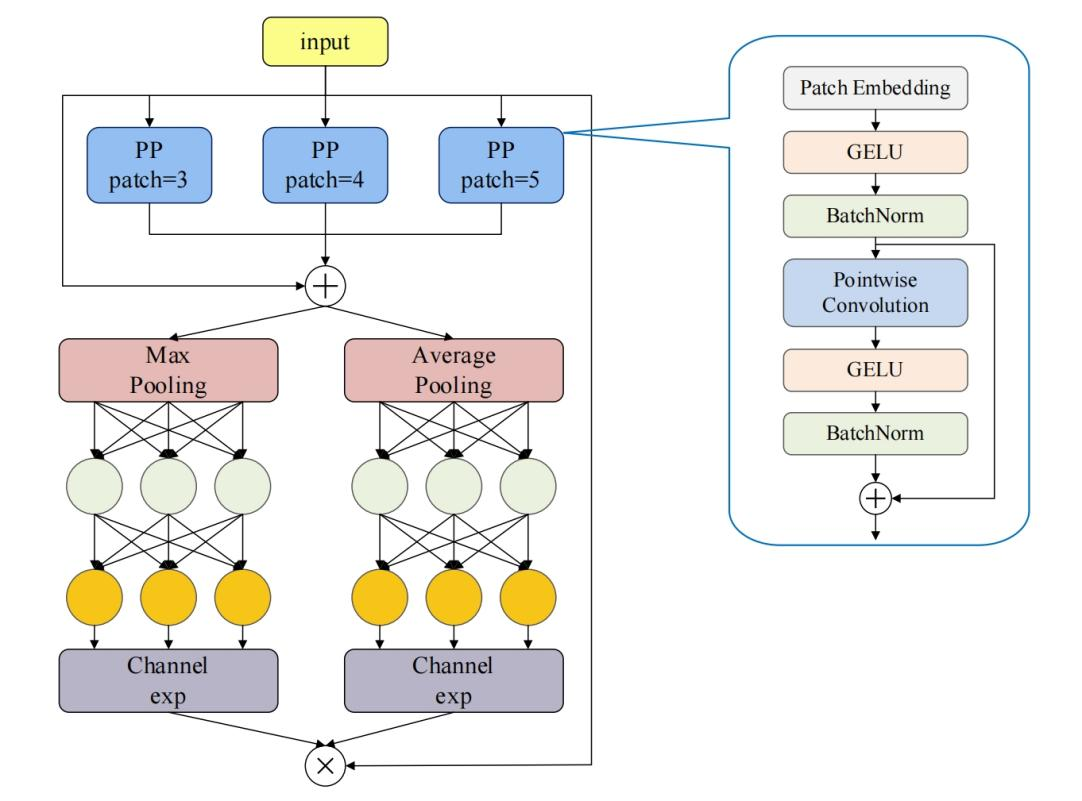 input
PP
patch=3
PP
patch=4
PP
patch=5
Max
Pooling
Average
Pooling
Channel
exp
Channel
exp
Patch Embedding
GELU
BatchNorm
Pointwise
Convolution
GELU
BatchNorm